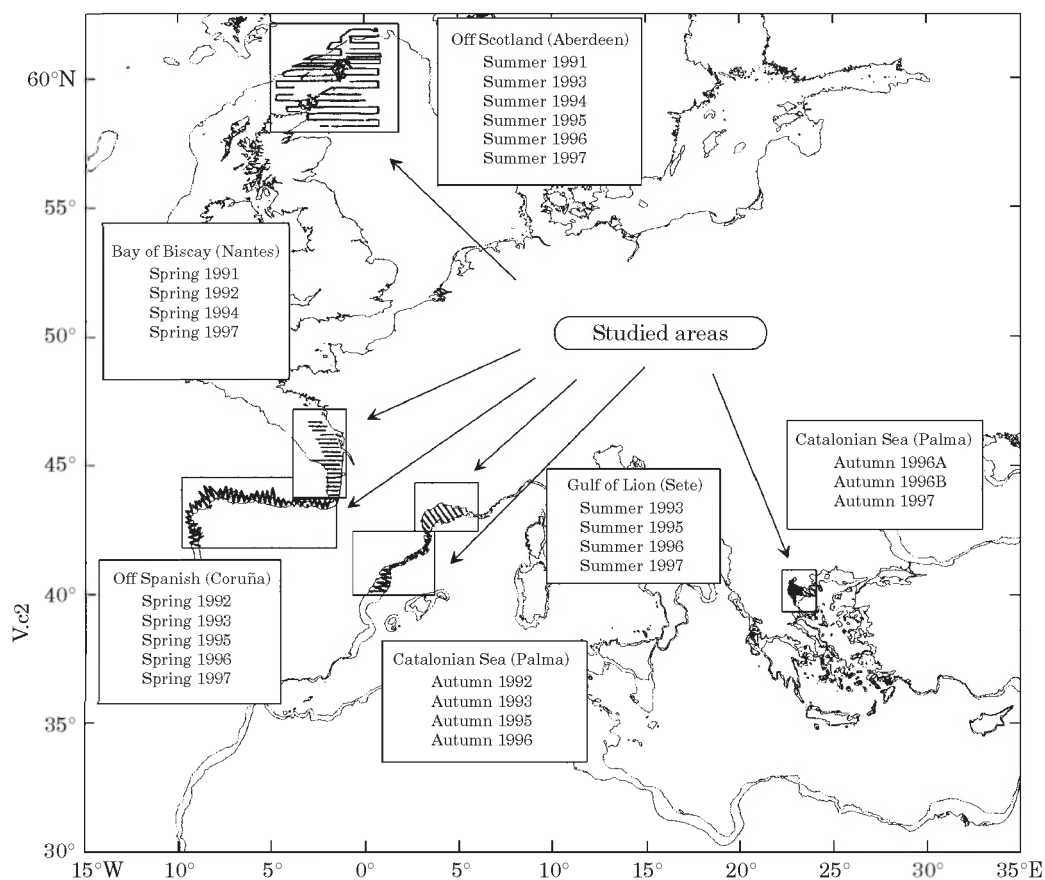 Off Scotland (Aberdeen)
Summer 1991
Summer 1993
Summer 1994
Summer 1995
Summer 1996
Summer 1997
60°N
55°
Bay of Biscay (Nantes)
Spring 1991
Spring 1992
Spring 1994
Spring 1997
50°
Studied areas
45°
Catalonian Sea (Palma)
Autumn 1996A
Autumn 1996B
Autumn 1997
Gulf of Lion (Sete)
Summer 1993
Summer 1995
Summer 1996
Summer 1997
40°
Off Spanish (Coruña)
Spring 1992
Spring 1993
Spring 1995
Spring 1996
Spring 1997
V.c2
Catalonian Sea (Palma)
Autumn 1992
Autumn 1993
Autumn 1995
Autumn 1996
35°
30°
15°W 10° 5° 0° 5° 10° 15° 20° 25° 30° 35°E